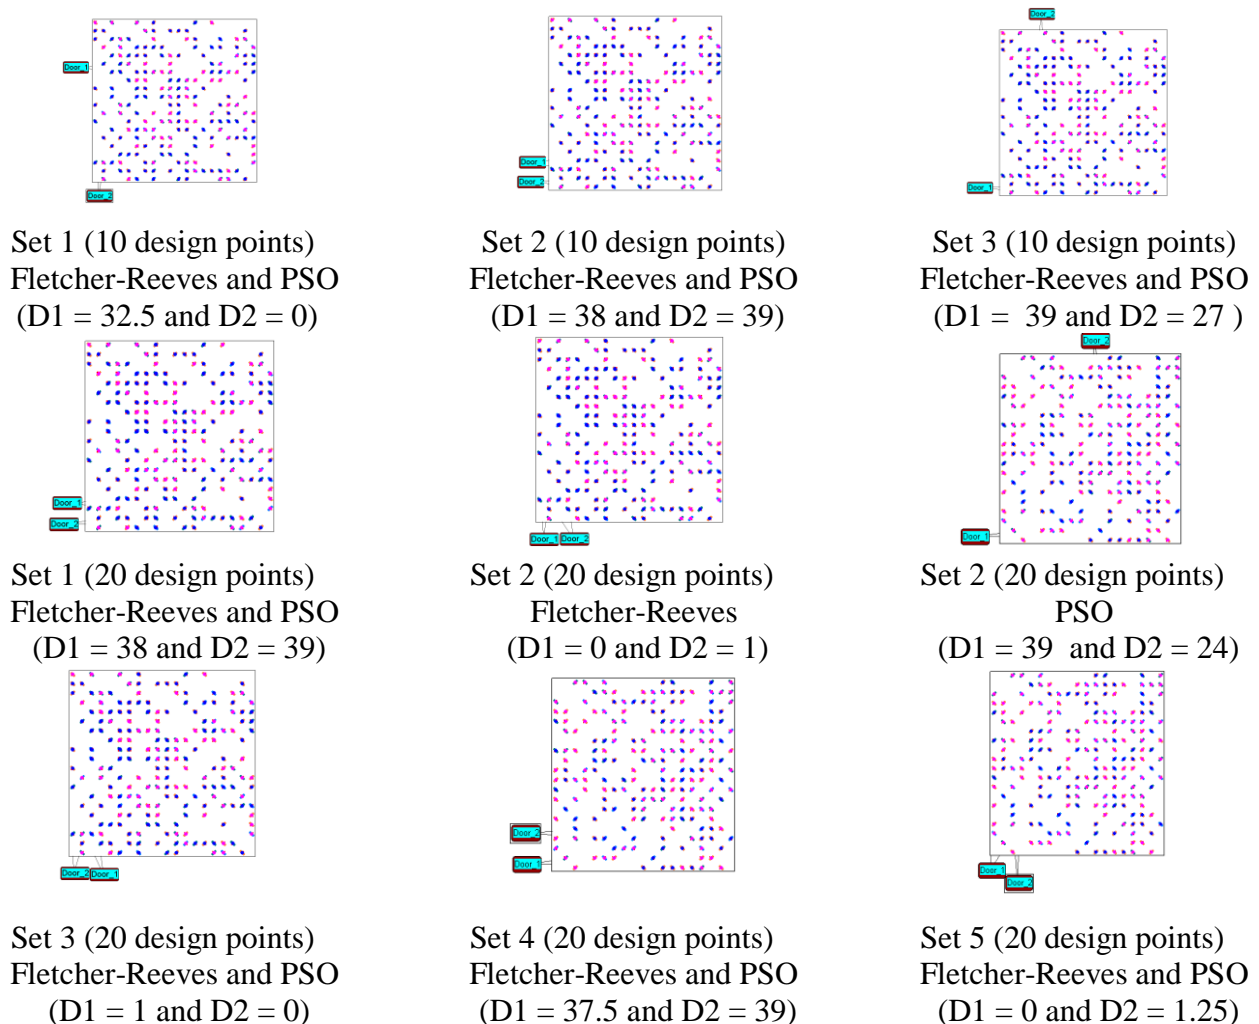 Door_1
Door_2
Door_1
Door_2
Door_2
Door_1
Set 1 (10 design points)
Fletcher-Reeves and PSO
(D1 = 32.5 and D2 = 0)
Set 2 (10 design points)
Fletcher-Reeves and PSO
(D1 = 38 and D2 = 39)
Set 3 (10 design points)
Fletcher-Reeves and PSO
(D1 =  39 and D2 = 27 )
Door_1
Door_2
Door_1 Door_2
Door_2
Door_1
Set 1 (20 design points)
Fletcher-Reeves and PSO
(D1 = 38 and D2 = 39)
Set 2 (20 design points)
Fletcher-Reeves
(D1 = 0 and D2 = 1)
Set 2 (20 design points)
PSO
(D1 = 39  and D2 = 24)
Door_2 Door_1
Door_2
Door_1
Door_1
Door_2
Set 3 (20 design points)
Fletcher-Reeves and PSO
(D1 = 1 and D2 = 0)
Set 4 (20 design points)
Fletcher-Reeves and PSO
(D1 = 37.5 and D2 = 39)
Set 5 (20 design points)
Fletcher-Reeves and PSO
(D1 = 0 and D2 = 1.25)